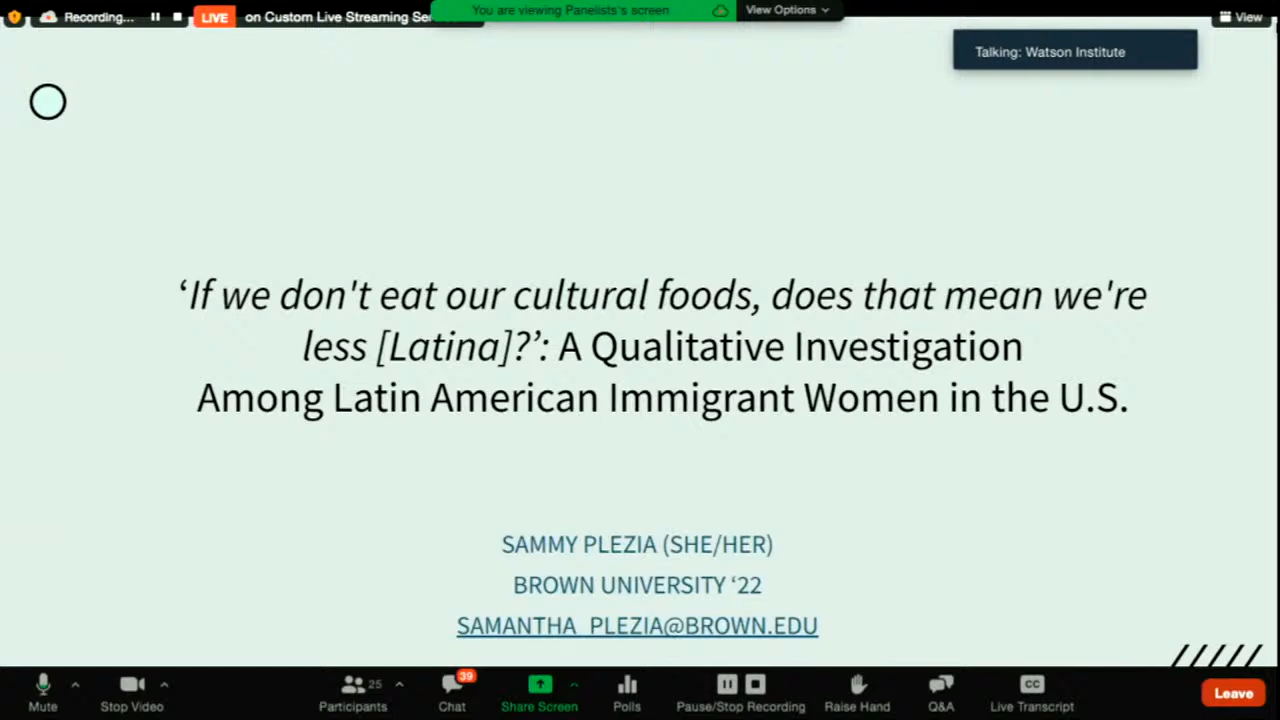 Recording...
LIVE
on Custom Live Streaming Ser
You are viewing Panelists's screen
View Options
View
Talking: Watson Institute
‘If we don't eat our cultural foods, does that mean we're
less [Latina]?’: A Qualitative Investigation
Among Latin American Immigrant Women in the U.S.
SAMMY PLEZIA (SHE/HER)
BROWN UNIVERSITY ‘22
SAMANTHA_PLEZIA@BROWN.EDU
Mute
Stop Video
25
Participants
39
Chat
Share Screen
Polls
Pause/Stop Recording
Raise Hand
Q&A
CC
Live Transcript
Leave